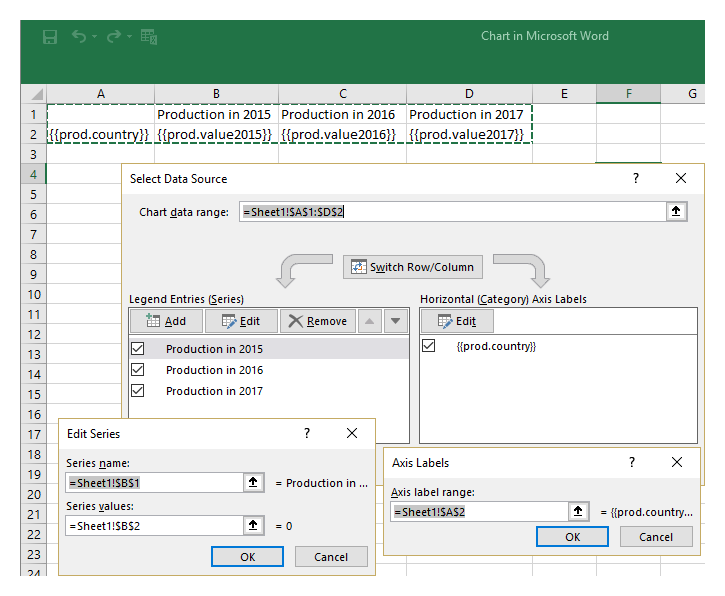 Chart in Microsoft Word
A B C D E F G
1 Production in 2015 Production in 2016 Production in 2017
2 {{prod.country}} {{prod.value2015}} {{prod.value2016}} {{prod.value2017}}
3
4 Select Data Source ? X
5
6 Chart data range: =Sheet1!$A$1:$D$2
7
8
9 Switch Row/Column
10
Legend Entries (Series) Horizontal (Category) Axis Labels
11 Add Edit Remove Edit
12
13 Production in 2015 {{prod.country}}
14 Production in 2016
15 Production in 2017
16
17 Edit Series ? X
18 Axis Labels ? X
Series name:
19 =Sheet1!$B$1 = Production in ...
20 Axis label range:
Series values:
21 =Sheet1!$A$2 = {{prod.country...
22 =Sheet1!$B$2 = 0
OK Cancel
23 OK Cancel
24